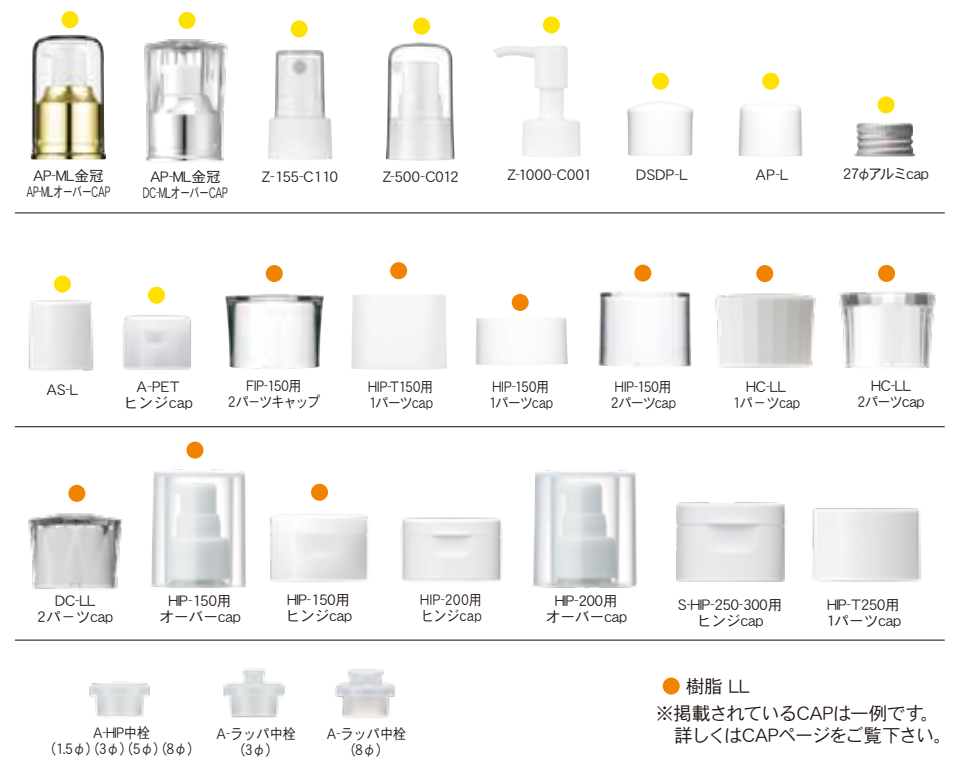 AP-ML金冠
AP-MLオーバーCAP
AP-ML金冠
DC-MLオーバーCAP
Z-155-C110
Z-500-C012
Z-1000-C001
DSDP-L
AP-L
27φアルミcap
AS-L
A-PET
ヒンジcap
FIP-150用
2パーツキャップ
HIP-T150用
1パーツcap
HIP-150用
1パーツcap
HIP-150用
2パーツcap
HC-LL
1パーツcap
HC-LL
2パーツcap
DC-LL
2パーツcap
HIP-150用
オーバーcap
HIP-150用
ヒンジcap
HIP-200用
ヒンジcap
HIP-200用
オーバーcap
S-HIP-250-300用
ヒンジcap
HIP-T250用
1パーツcap
A-HIP中栓
(1.5φ)(3φ)(5φ)(8φ)
A-ラッパ中栓
(3φ)
A-ラッパ中栓
(8φ)
樹脂 LL
※掲載されているCAPは一例です。
詳しくはCAPページをご覧下さい。